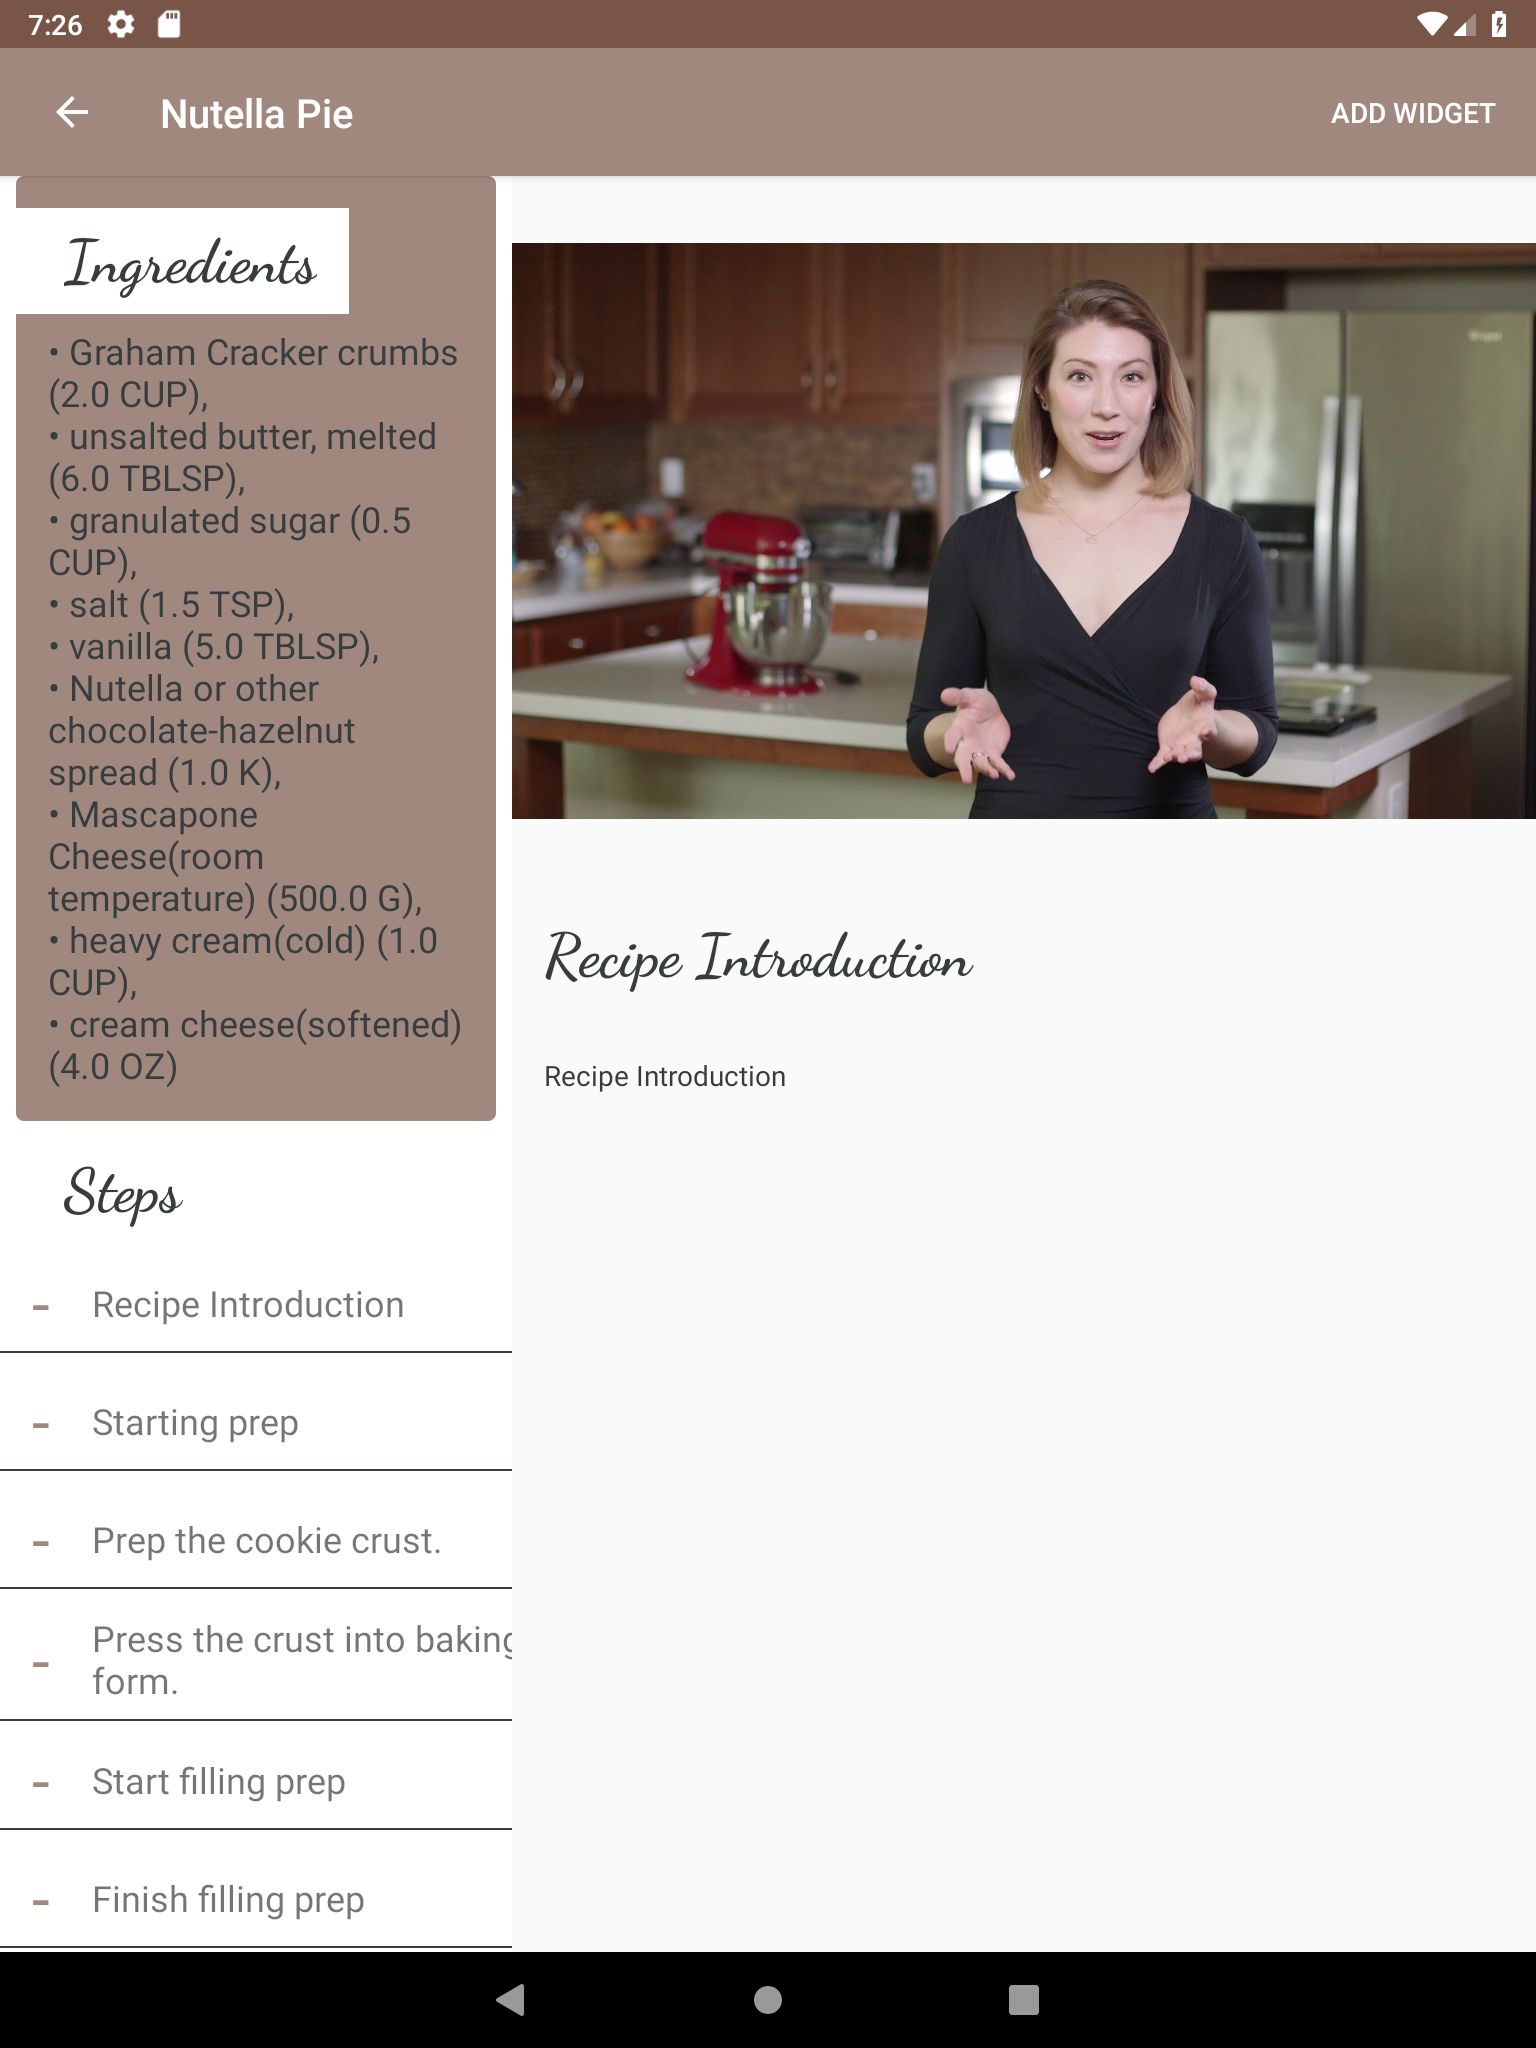 7:26
Nutella Pie
ADD WIDGET
Ingredients
• Graham Cracker crumbs
(2.0 CUP),
• unsalted butter, melted
(6.0 TBLSP),
• granulated sugar (0.5
CUP),
• salt (1.5 TSP),
• vanilla (5.0 TBLSP),
• Nutella or other
chocolate-hazelnut
spread (1.0 K),
• Mascapone
Cheese(room
temperature) (500.0 G),
• heavy cream(cold) (1.0
CUP),
• cream cheese(softened)
(4.0 OZ)
Steps
- Recipe Introduction
- Starting prep
- Prep the cookie crust.
- Press the crust into baking
form.
- Start filling prep
- Finish filling prep
Recipe Introduction
Recipe Introduction